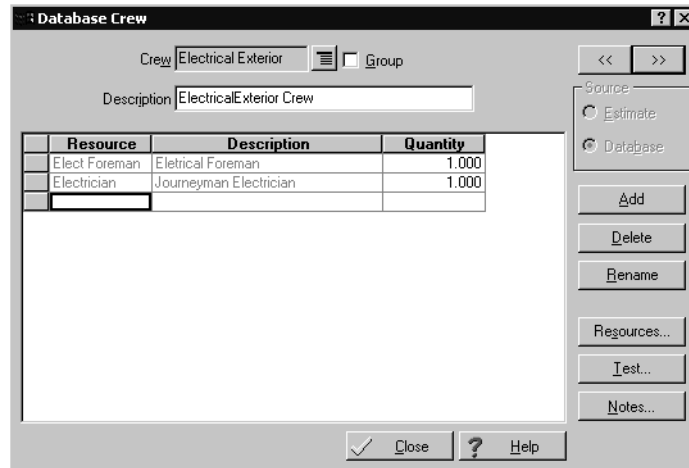 Database Crew
? X
Crew Electrical Exterior Group
<< >>
Description ElectricalExterior Crew
Source
Estimate
Database
Resource Description Quantity
Elect Foreman Eletrical Foreman 1.000
Electrician Journeyman Electrician 1.000
Add
Delete
Rename
Resources...
Test...
Notes...
Close ? Help